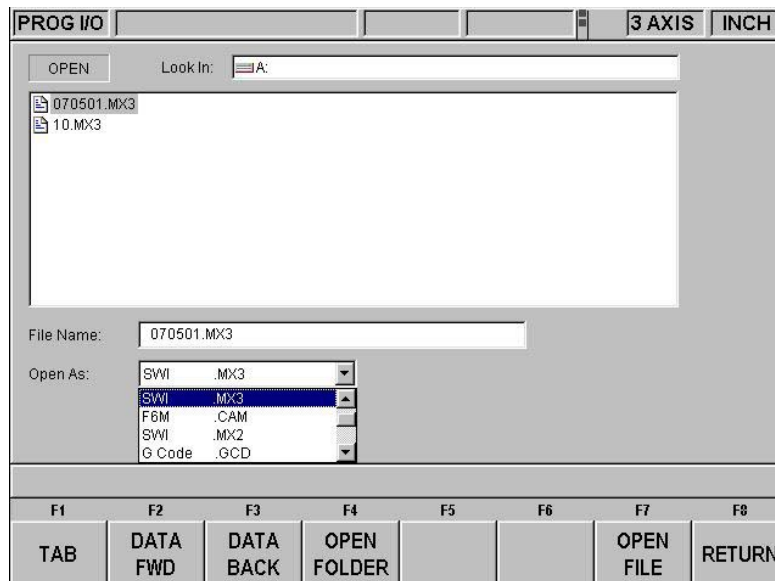 PROG I/O 3 AXIS INCH
OPEN Look In: A:
070501.MX3
10.MX3
File Name: 070501.MX3
Open As: SWI .MX3
SWI .MX3
F6M .CAM
SWI .MX2
G Code .GCD
F1 F2 F3 F4 F5 F6 F7 F8
TAB DATA FWD DATA BACK OPEN FOLDER OPEN FILE RETURN